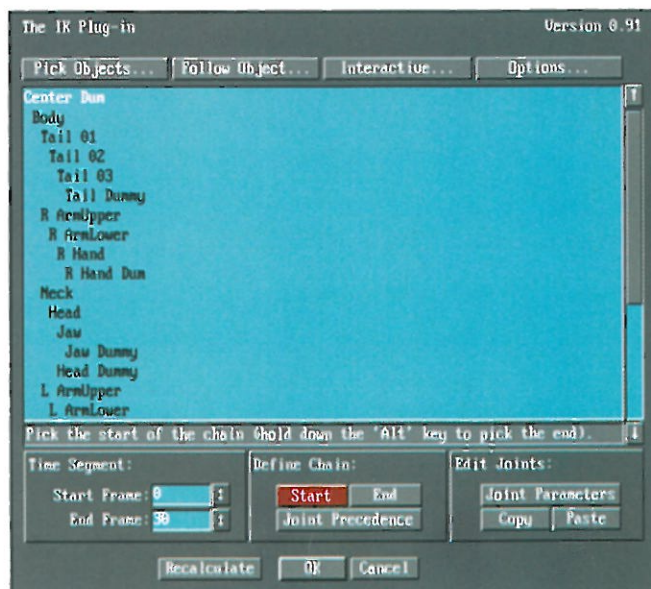 The IK Plug-in Version 0.91
Pick Objects... Follow Object... Interactive... Options...
Center Dum
Body
Tail 01
Tail 02
Tail 03
Tail Dummy
R ArmUpper
R ArmLower
R Hand
R Hand Dum
Neck
Head
Jaw
Jaw Dummy
Head Dummy
L ArmUpper
L ArmLower
Pick the start of the chain (hold down the 'Alt' key to pick the end).
Time Segment: Define Chain: Edit Joints:
Start Frame: 0 Start End Joint Parameters
End Frame: 30 Joint Precedence Copy Paste
Recalculate OK Cancel